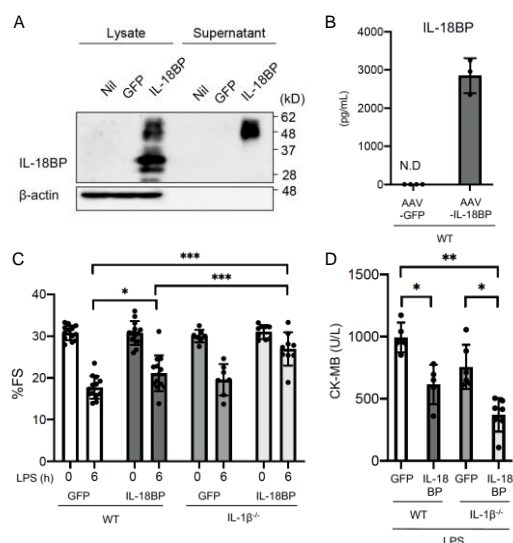 A
Lysate Supernatant
Nil GFP IL-18BP Nil GFP IL-18BP (kD)
62
48
37
IL-18BP
28
β-actin
48
B
IL-18BP
(pg/mL)
4000
3000
2000
1000
0
N.D
AAV
-GFP
AAV
-IL-18BP
WT
C
%FS
40
30
20
10
0
***
* ***
LPS (h) 0 6 0 6 0 6 0 6
GFP IL-18BP GFP IL-18BP
WT IL-1β-/-
D
CK-MB (U/L)
1500
1000
500
0
**
* *
GFP IL-18
BP
GFP IL-18
BP
WT IL-1β-/-
LPS